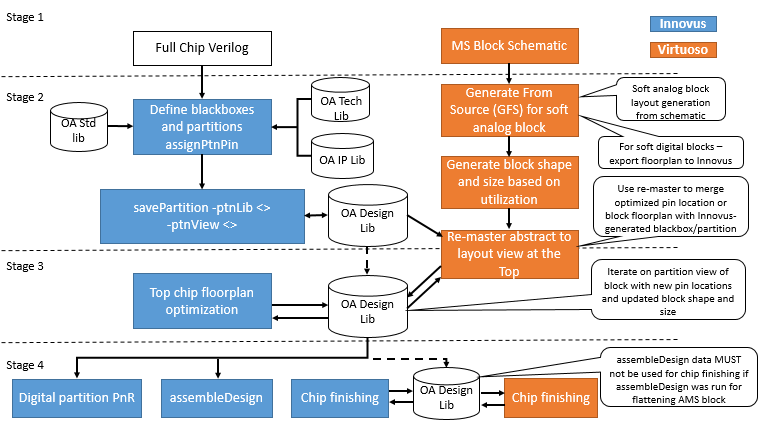 Stage 1
Innovus
Virtuoso
Full Chip Verilog
MS Block Schematic
Stage 2
OA Std
lib
Define blackboxes
and partitions
assignPtnPin
OA Tech
Lib
OA IP Lib
Generate From
Source (GFS) for soft
analog block
Soft analog block
layout generation
from schematic
For soft digital blocks –
export floorplan to Innovus
Generate block shape
and size based on
utilization
savePartition -ptnLib <>
-ptnView <>
OA Design
Lib
Use re-master to merge
optimized pin location or
block floorplan with Innovus-
generated blackbox/partition
Re-master abstract to
layout view at the
Top
Stage 3
Top chip floorplan
optimization
OA Design
Lib
Iterate on partition view of
block with new pin locations
and updated block shape and
size
Stage 4
Digital partition PnR
assembleDesign
Chip finishing
OA Design
Lib
Chip finishing
assembleDesign data MUST
not be used for chip finishing if
assembleDesign was run for
flattening AMS block